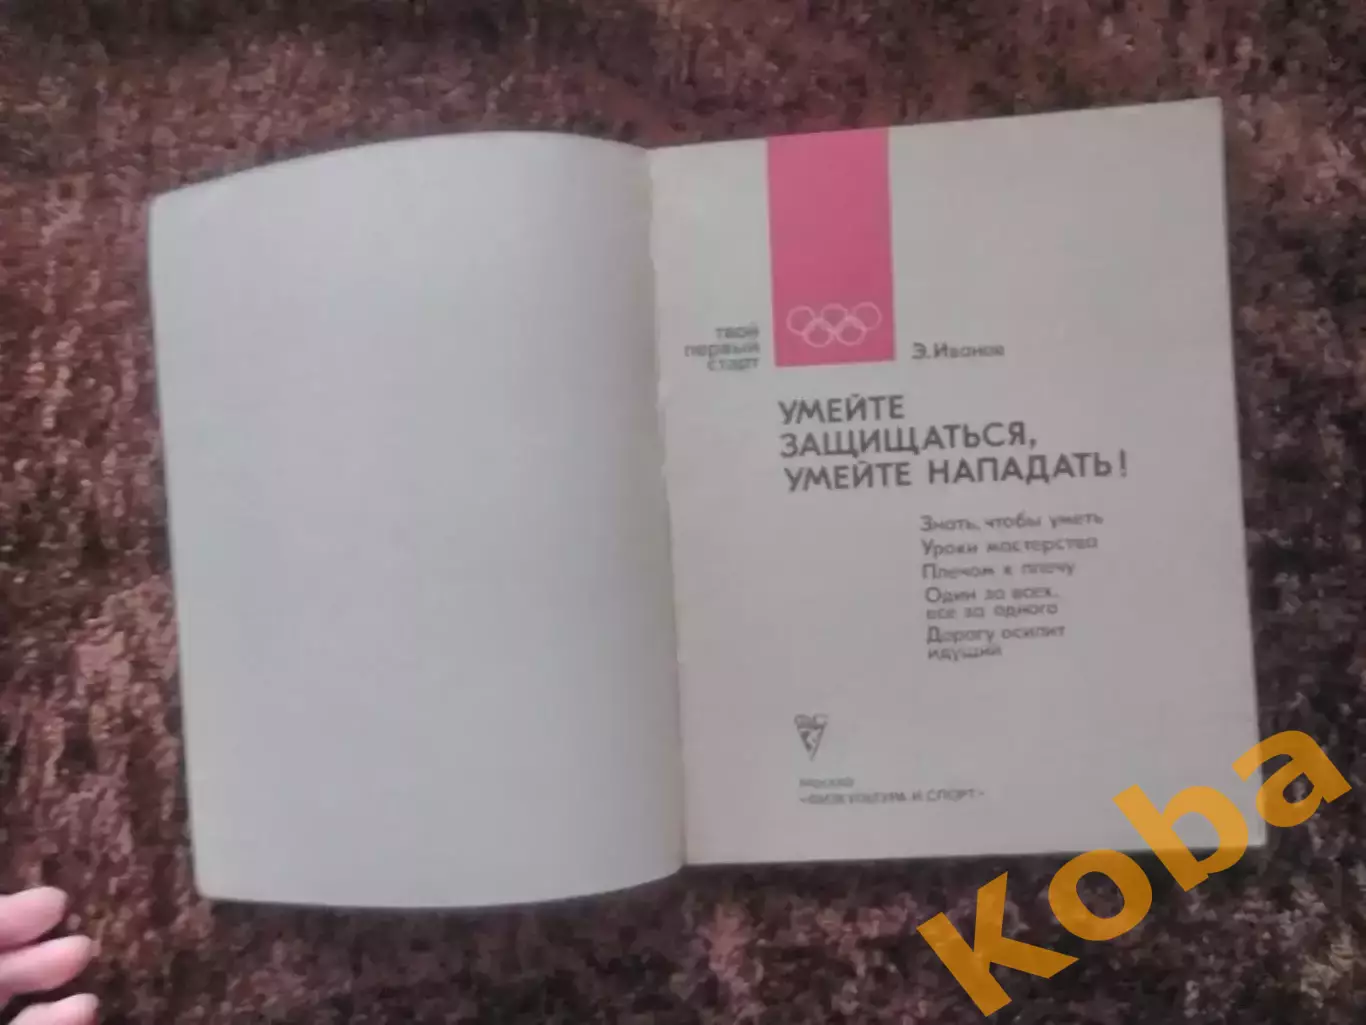 твой
первый
старт
Э. Иванов
УМЕЙТЕ
ЗАЩИЩАТЬСЯ,
УМЕЙТЕ НАПАДАТЬ!
Знать, чтобы уметь
Уроки мастерства
Плечом к плечу
Один за всех,
все за одного
Дорогу осилит
идущий
Москва
«ФИЗКУЛЬТУРА И СПОРТ»
Koba